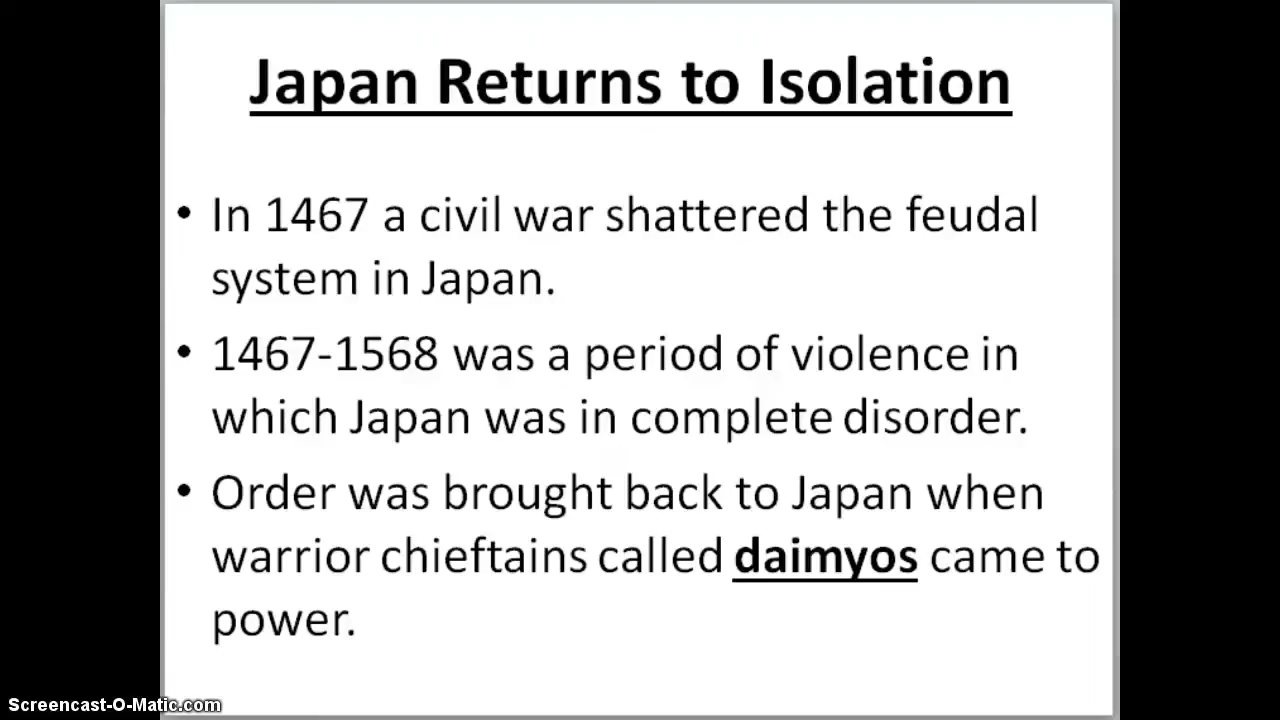 Japan Returns to Isolation
• In 1467 a civil war shattered the feudal
system in Japan.
• 1467-1568 was a period of violence in
which Japan was in complete disorder.
• Order was brought back to Japan when
warrior chieftains called daimyos came to
power.
Screencast-O-Matic.com